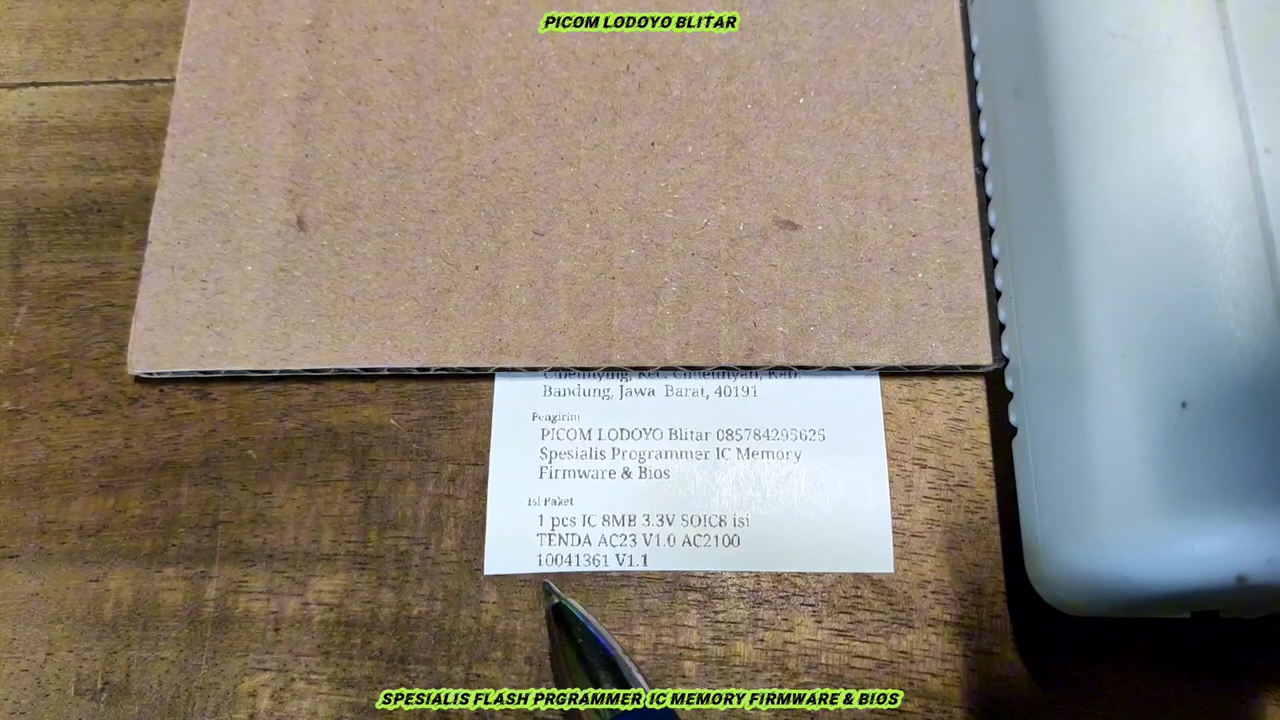 PICOM LODOYO BLITAR
Bandung, Jawa Barat, 40191
Pengirim
PICOM LODOYO Blitar 085784295625
Spesialis Programmer IC Memory
Firmware & Bios
Isi Paket
1 pcs IC 8MB 3.3V SOIC8 isi
TENDA AC23 V1.0 AC2100
10041361 V1.1
SPESIALIS FLASH PRGRAMMER IC MEMORY FIRMWARE & BIOS